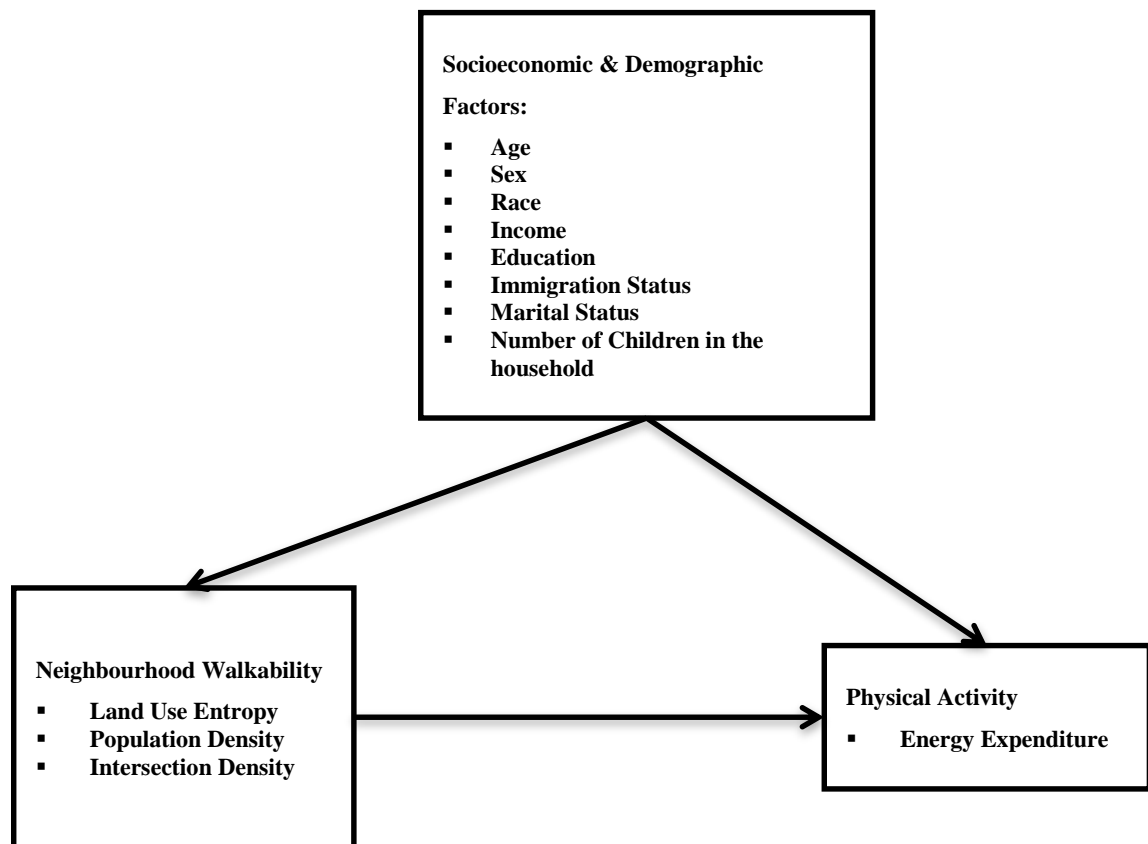 Socioeconomic & Demographic
Factors:
▪ Age
▪ Sex
▪ Race
▪ Income
▪ Education
▪ Immigration Status
▪ Marital Status
▪ Number of Children in the
household
Neighbourhood Walkability
▪ Land Use Entropy
▪ Population Density
▪ Intersection Density
Physical Activity
▪ Energy Expenditure